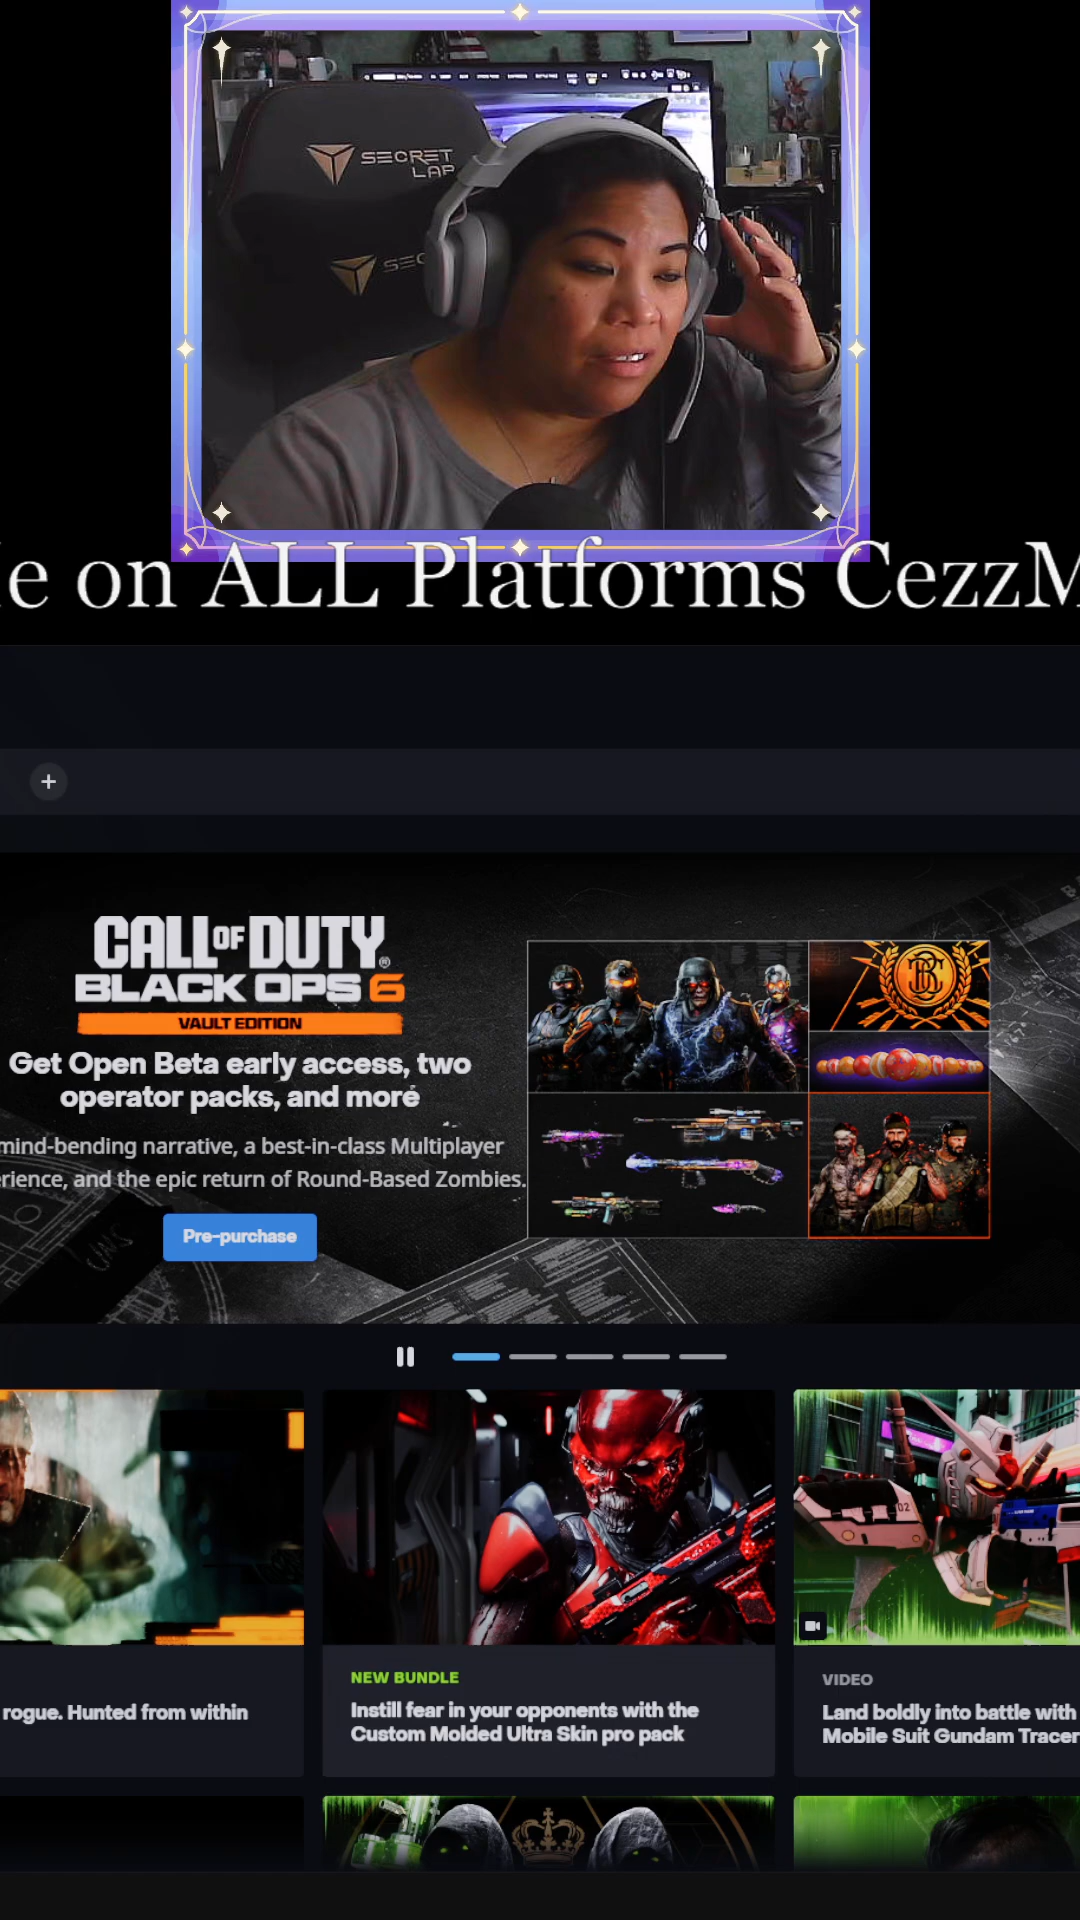 SECRET
LAB
SEC
e on ALL Platforms CezzM
CALL OF DUTY®
BLACK OPS 6
VAULT EDITION
Get Open Beta early access, two
operator packs, and more
mind-bending narrative, a best-in-class Multiplayer
rience, and the epic return of Round-Based Zombies.
Pre-purchase
02
NEW BUNDLE
VIDEO
rogue. Hunted from within
Instill fear in your opponents with the
Custom Molded Ultra Skin pro pack
Land boldly into battle with
Mobile Suit Gundam Tracer